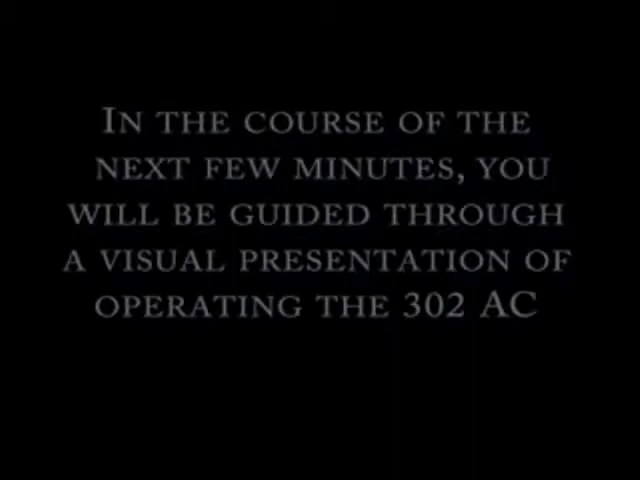 In the course of the
next few minutes, you
will be guided through
a visual presentation of
operating the 302 AC